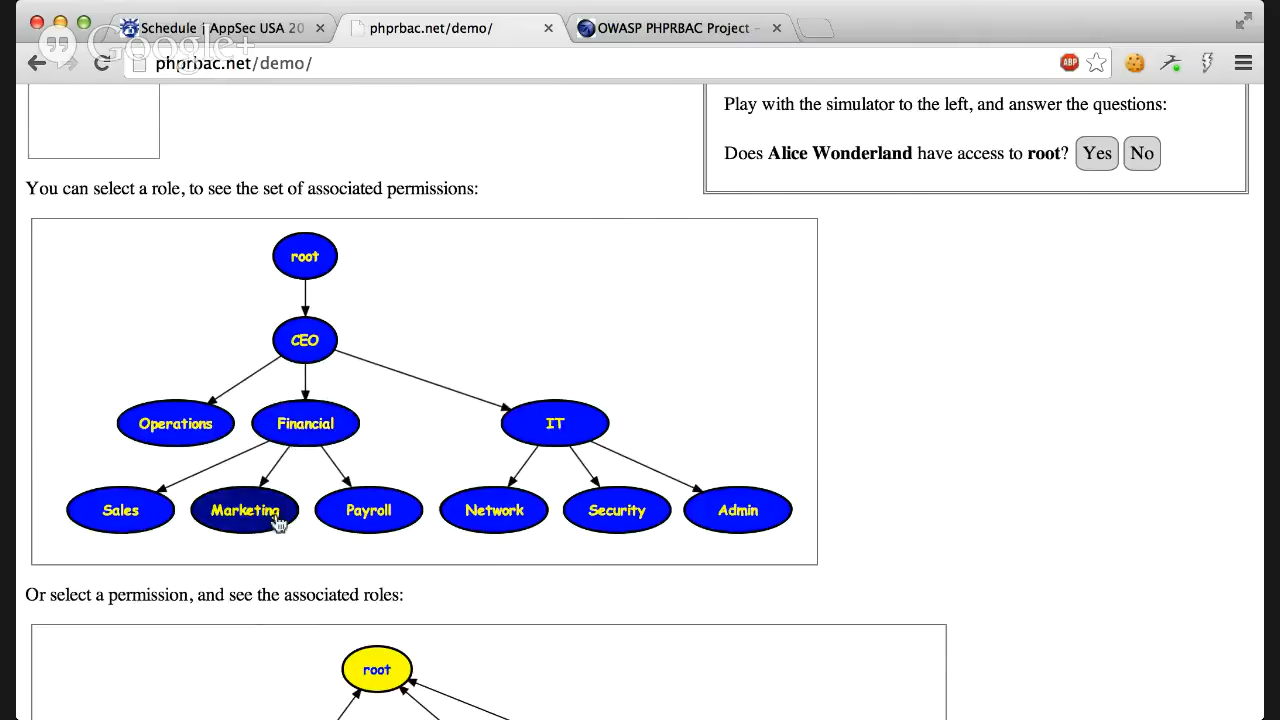 Schedule | AppSec USA 20
phprbac.net/demo/
OWASP PHPRBAC Project -
Google+
phprbac.net/demo/
ABP
Play with the simulator to the left, and answer the questions:
Does Alice Wonderland have access to root? Yes No
You can select a role, to see the set of associated permissions:
root
CEO
Operations Financial IT
Sales Marketing Payroll Network Security Admin
Or select a permission, and see the associated roles:
root